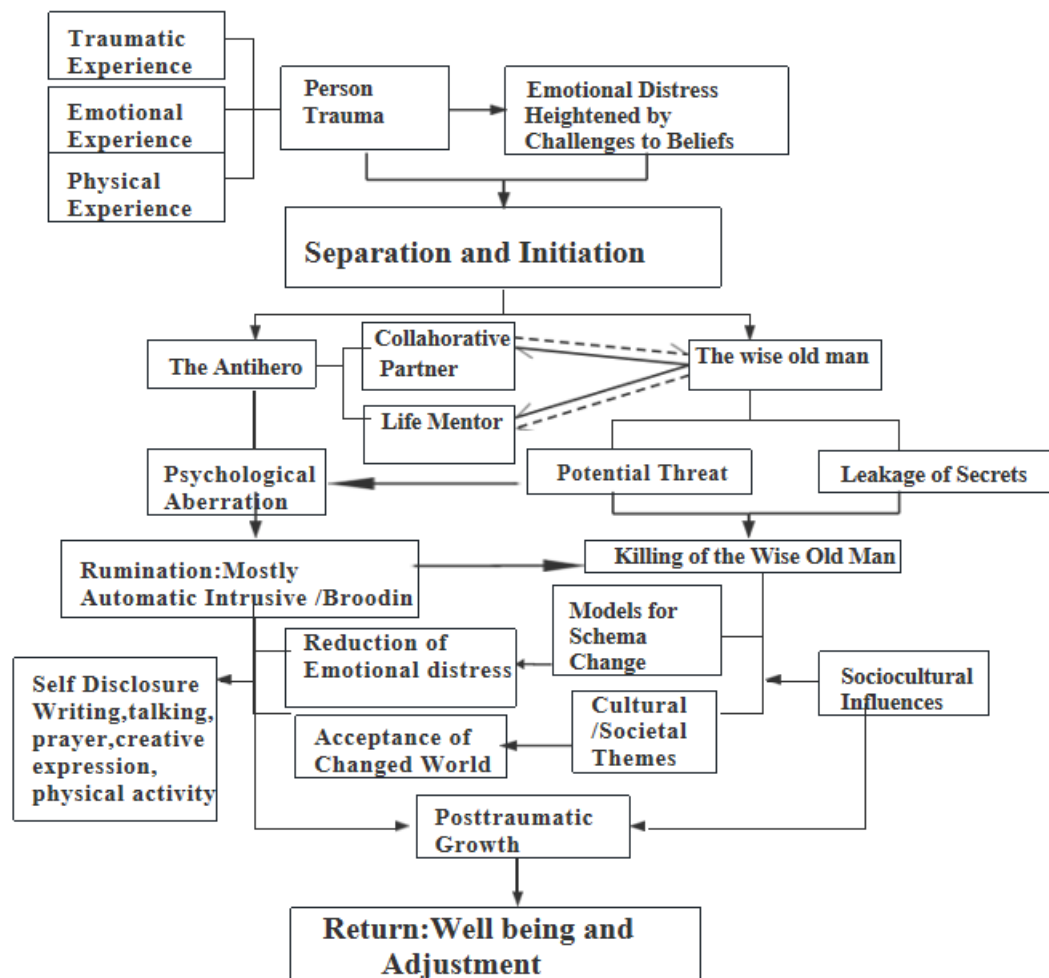 Traumatic
Experience
Emotional
Experience
Physical
Experience
Person
Trauma
Emotional Distress
Heightened by
Challenges to Beliefs
Separation and Initiation
The Antihero
Collahorative
Partner
Life Mentor
The wise old man
Psychological
Aberration
Potential Threat
Leakage of Secrets
Rumination:Mostly
Automatic Intrusive /Broodin
Killing of the Wise Old Man
Reduction of
Emotional distress
Models for
Schema
Change
Self Disclosure
Writing,talking,
prayer,creative
expression,
physical activity
Acceptance of
Changed World
Cultural
/Societal
Themes
Sociocultural
Influences
Posttraumatic
Growth
Return:Well being and
Adjustment